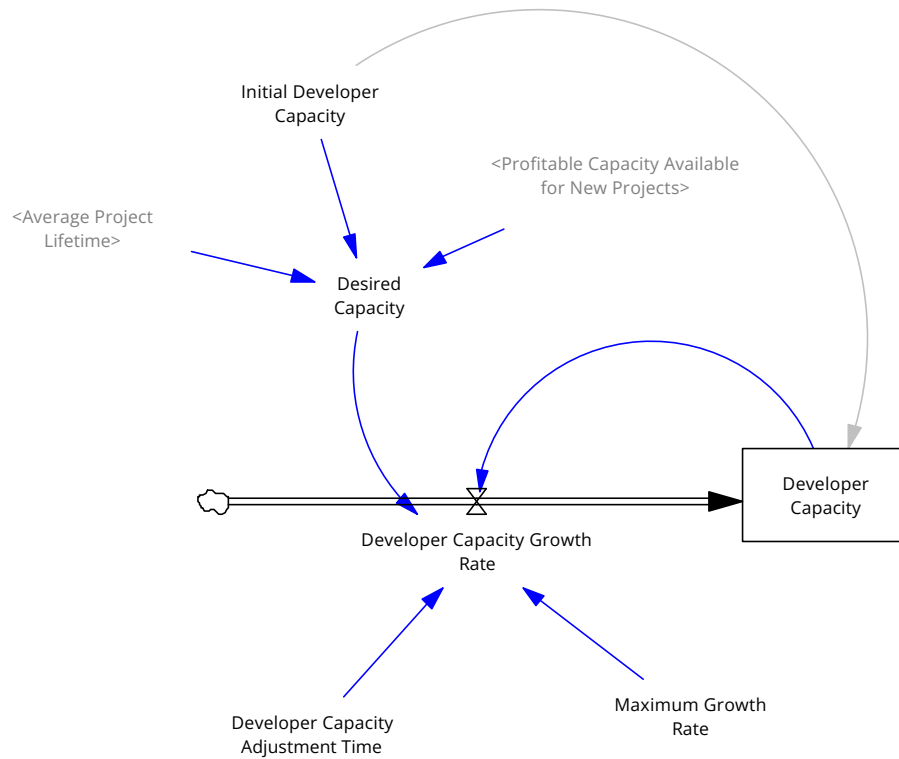 Initial Developer
Capacity
<Profitable Capacity Available
for New Projects>
<Average Project
Lifetime>
Desired
Capacity
Developer
Capacity
Developer Capacity Growth
Rate
Maximum Growth
Rate
Developer Capacity
Adjustment Time